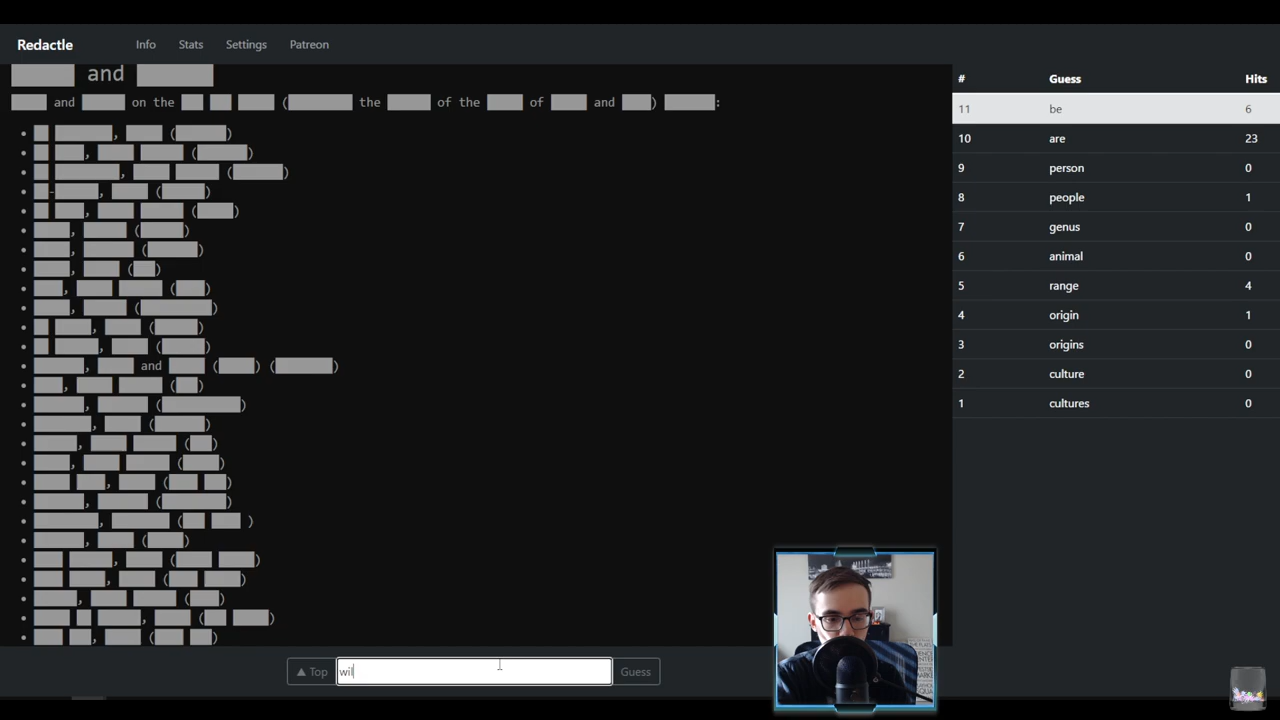 Redactle Info Stats Settings Patreon
and
and on the ( the of the of and ) :
and
# Guess Hits
11 be 6
10 are 23
9 person 0
8 people 1
7 genus 0
6 animal 0
5 range 4
4 origin 1
3 origins 0
2 culture 0
1 cultures 0
▲ Top wil Guess